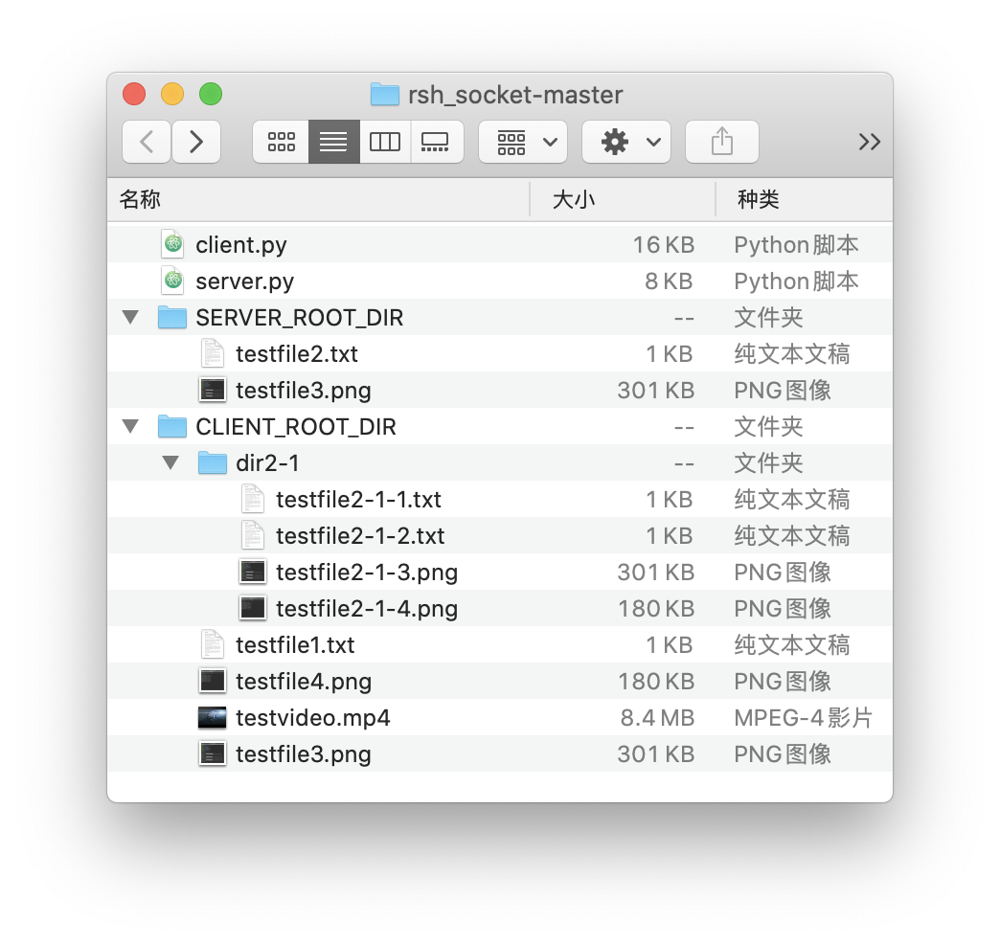 rsh_socket-master
名称 大小 种类
client.py 16 KB Python脚本
server.py 8 KB Python脚本
SERVER_ROOT_DIR -- 文件夹
testfile2.txt 1 KB 纯文本文稿
testfile3.png 301 KB PNG图像
CLIENT_ROOT_DIR -- 文件夹
dir2-1 -- 文件夹
testfile2-1-1.txt 1 KB 纯文本文稿
testfile2-1-2.txt 1 KB 纯文本文稿
testfile2-1-3.png 301 KB PNG图像
testfile2-1-4.png 180 KB PNG图像
testfile1.txt 1 KB 纯文本文稿
testfile4.png 180 KB PNG图像
testvideo.mp4 8.4 MB MPEG-4影片
testfile3.png 301 KB PNG图像